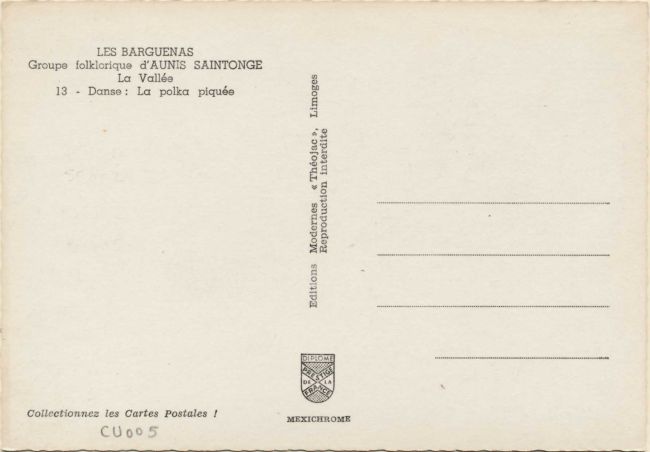 LES BARGUENAS
Groupe folklorique d'AUNIS SAINTONGE
La Vallée
13 - Danse : La polka piquée
Editions Modernes « Théojac », Limoges
Reproduction interdite
DIPLOME
PRESTIGE
DE LA
FRANCE
Collectionnez les Cartes Postales !
MEXICHROME
CU005